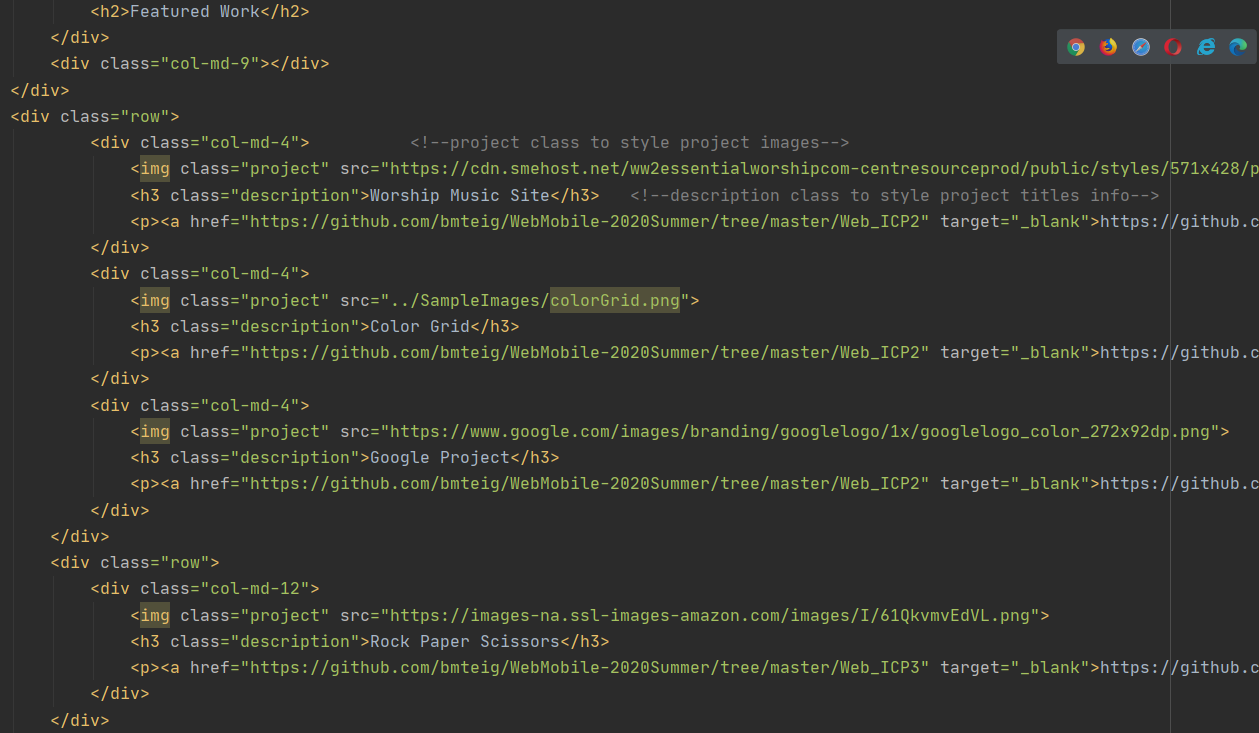 <h2>Featured Work</h2>
</div>
<div class="col-md-9"></div>
</div>
<div class="row">
<div class="col-md-4"> <!--project class to style project images-->
<img class="project" src="https://cdn.smehost.net/ww2essentialworshipcom-centresourceprod/public/styles/571x428/p
<h3 class="description">Worship Music Site</h3> <!--description class to style project titles info-->
<p><a href="https://github.com/bmteig/WebMobile-2020Summer/tree/master/Web_ICP2" target="_blank">https://github.c
</div>
<div class="col-md-4">
<img class="project" src="../SampleImages/colorGrid.png">
<h3 class="description">Color Grid</h3>
<p><a href="https://github.com/bmteig/WebMobile-2020Summer/tree/master/Web_ICP2" target="_blank">https://github.c
</div>
<div class="col-md-4">
<img class="project" src="https://www.google.com/images/branding/googlelogo/1x/googlelogo_color_272x92dp.png">
<h3 class="description">Google Project</h3>
<p><a href="https://github.com/bmteig/WebMobile-2020Summer/tree/master/Web_ICP2" target="_blank">https://github.c
</div>
</div>
<div class="row">
<div class="col-md-12">
<img class="project" src="https://images-na.ssl-images-amazon.com/images/I/61QkvmvEdVL.png">
<h3 class="description">Rock Paper Scissors</h3>
<p><a href="https://github.com/bmteig/WebMobile-2020Summer/tree/master/Web_ICP3" target="_blank">https://github.c
</div>
</div>